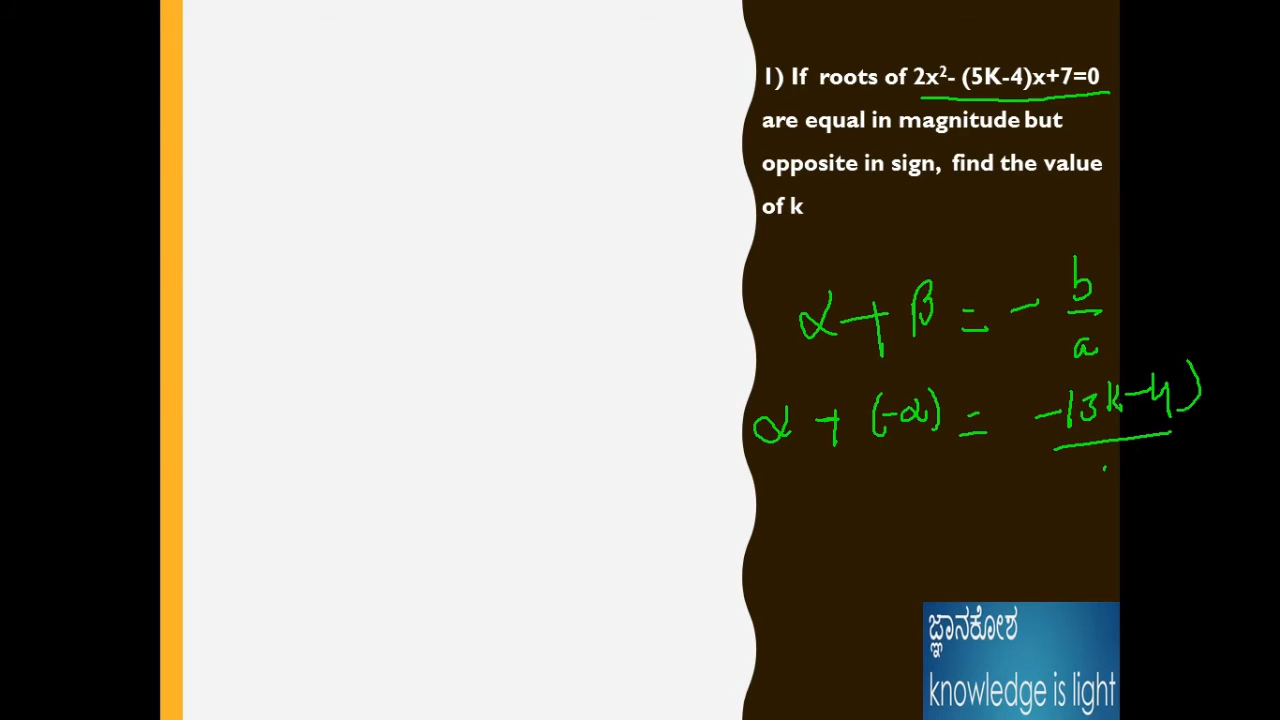 1) If roots of 2x²- (5K-4)x+7=0
are equal in magnitude but
opposite in sign, find the value
of k
α + β = - b/a
α + (-α) = -(3k-4)
ಜ್ಞಾನಕೋಶ
knowledge is light